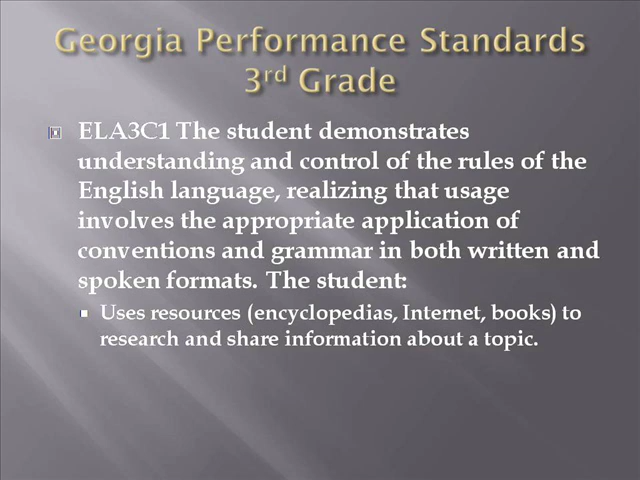 Georgia Performance Standards
3rd Grade
ELA3C1 The student demonstrates
understanding and control of the rules of the
English language, realizing that usage
involves the appropriate application of
conventions and grammar in both written and
spoken formats. The student:
Uses resources (encyclopedias, Internet, books) to
research and share information about a topic.